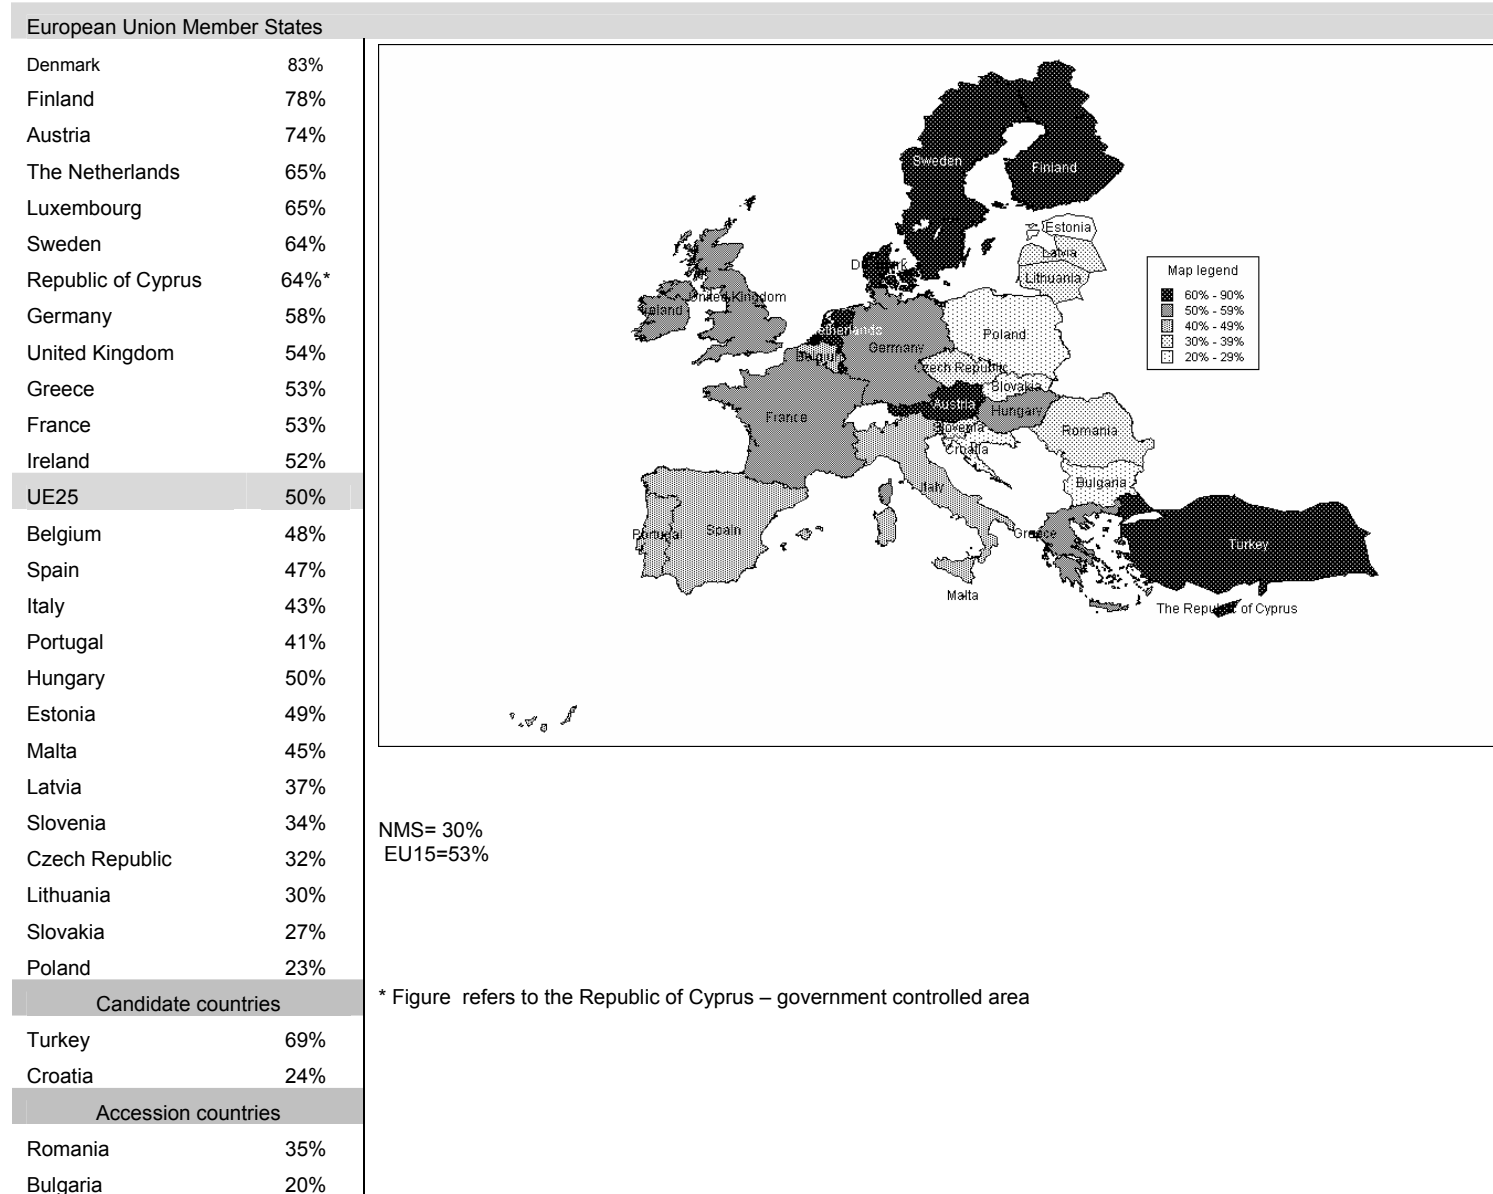 European Union Member States
Denmark 83%
Finland 78%
Austria 74%
The Netherlands 65%
Luxembourg 65%
Sweden 64%
Republic of Cyprus 64%*
Germany 58%
United Kingdom 54%
Greece 53%
France 53%
Ireland 52%
UE25 50%
Belgium 48%
Spain 47%
Italy 43%
Portugal 41%
Hungary 50%
Estonia 49%
Malta 45%
Latvia 37%
Slovenia 34%
Czech Republic 32%
Lithuania 30%
Slovakia 27%
Poland 23%
Candidate countries
Turkey 69%
Croatia 24%
Accession countries
Romania 35%
Bulgaria 20%
Sweden
Finland
Estonia
Latvia
Lithuania
Denmark
United Kingdom
Ireland
Netherlands
Belgium
Germany
Poland
Czech Republic
Slovakia
Austria
Hungary
France
Slovenia
Croatia
Romania
Bulgaria
Italy
Portugal
Spain
Greece
Turkey
Malta
The Republic of Cyprus
Map legend
60% - 90%
50% - 59%
40% - 49%
30% - 39%
20% - 29%
NMS= 30%
EU15=53%
* Figure refers to the Republic of Cyprus – government controlled area